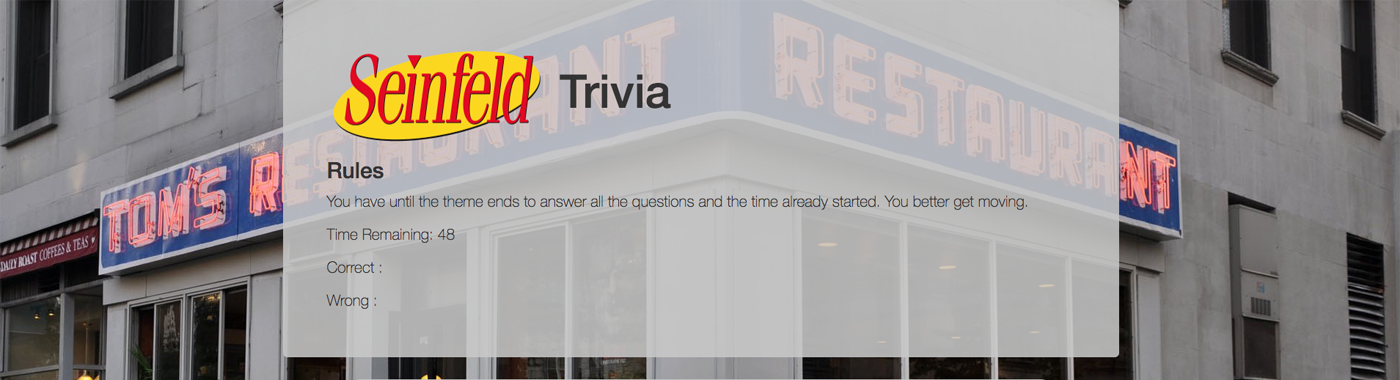 Seinfeld Trivia
TOM'S RESTAURANT
RESTAURANT
DAILY ROAST COFFEES & TEAS
Rules
You have until the theme ends to answer all the questions and the time already started. You better get moving.
Time Remaining: 48
Correct :
Wrong :